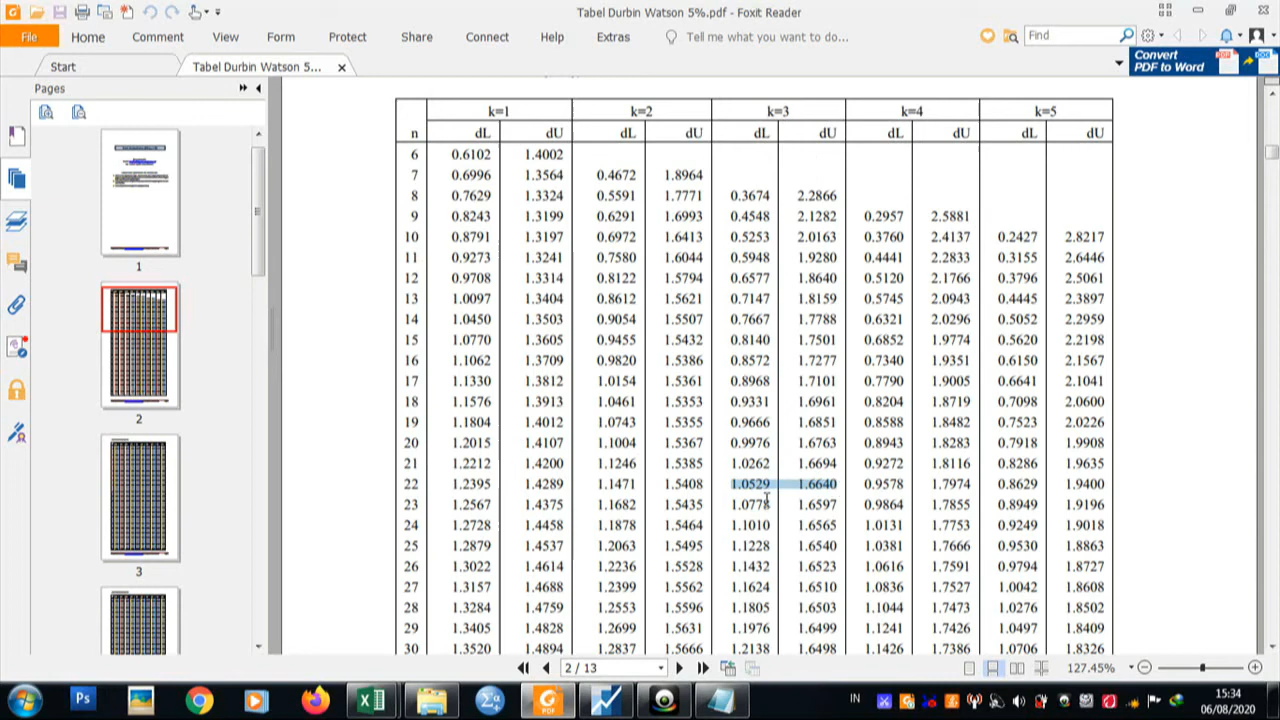 Tabel Durbin Watson 5%.pdf - Foxit Reader
File Home Comment View Form Protect Share Connect Help Extras Tell me what you want to do... Find
Start Tabel Durbin Watson 5%... Convert PDF to Word
Pages
1
2
3
k=1 k=2 k=3 k=4 k=5
n dL dU dL dU dL dU dL dU dL dU
6 0.6102 1.4002
7 0.6996 1.3564 0.4672 1.8964
8 0.7629 1.3324 0.5591 1.7771 0.3674 2.2866
9 0.8243 1.3199 0.6291 1.6993 0.4548 2.1282 0.2957 2.5881
10 0.8791 1.3197 0.6972 1.6413 0.5253 2.0163 0.3760 2.4137 0.2427 2.8217
11 0.9273 1.3241 0.7580 1.6044 0.5948 1.9280 0.4441 2.2833 0.3155 2.6446
12 0.9708 1.3314 0.8122 1.5794 0.6577 1.8640 0.5120 2.1766 0.3796 2.5061
13 1.0097 1.3404 0.8612 1.5621 0.7147 1.8159 0.5745 2.0943 0.4445 2.3897
14 1.0450 1.3503 0.9054 1.5507 0.7667 1.7788 0.6321 2.0296 0.5052 2.2959
15 1.0770 1.3605 0.9455 1.5432 0.8140 1.7501 0.6852 1.9774 0.5620 2.2198
16 1.1062 1.3709 0.9820 1.5386 0.8572 1.7277 0.7340 1.9351 0.6150 2.1567
17 1.1330 1.3812 1.0154 1.5361 0.8968 1.7101 0.7790 1.9005 0.6641 2.1041
18 1.1576 1.3913 1.0461 1.5353 0.9331 1.6961 0.8204 1.8719 0.7098 2.0600
19 1.1804 1.4012 1.0743 1.5355 0.9666 1.6851 0.8588 1.8482 0.7523 2.0226
20 1.2015 1.4107 1.1004 1.5367 0.9976 1.6763 0.8943 1.8283 0.7918 1.9908
21 1.2212 1.4200 1.1246 1.5385 1.0262 1.6694 0.9272 1.8116 0.8286 1.9635
22 1.2395 1.4289 1.1471 1.5408 1.0529 1.6640 0.9578 1.7974 0.8629 1.9400
23 1.2567 1.4375 1.1682 1.5435 1.0778 1.6597 0.9864 1.7855 0.8949 1.9196
24 1.2728 1.4458 1.1878 1.5464 1.1010 1.6565 1.0131 1.7753 0.9249 1.9018
25 1.2879 1.4537 1.2063 1.5495 1.1228 1.6540 1.0381 1.7666 0.9530 1.8863
26 1.3022 1.4614 1.2236 1.5528 1.1432 1.6523 1.0616 1.7591 0.9794 1.8727
27 1.3157 1.4688 1.2399 1.5562 1.1624 1.6510 1.0836 1.7527 1.0042 1.8608
28 1.3284 1.4759 1.2553 1.5596 1.1805 1.6503 1.1044 1.7473 1.0276 1.8502
29 1.3405 1.4828 1.2699 1.5631 1.1976 1.6499 1.1241 1.7426 1.0497 1.8409
30 1.3520 1.4894 1.2837 1.5666 1.2138 1.6498 1.1426 1.7386 1.0706 1.8326
2 / 13 127.45%
Ps IN 15:34
06/08/2020